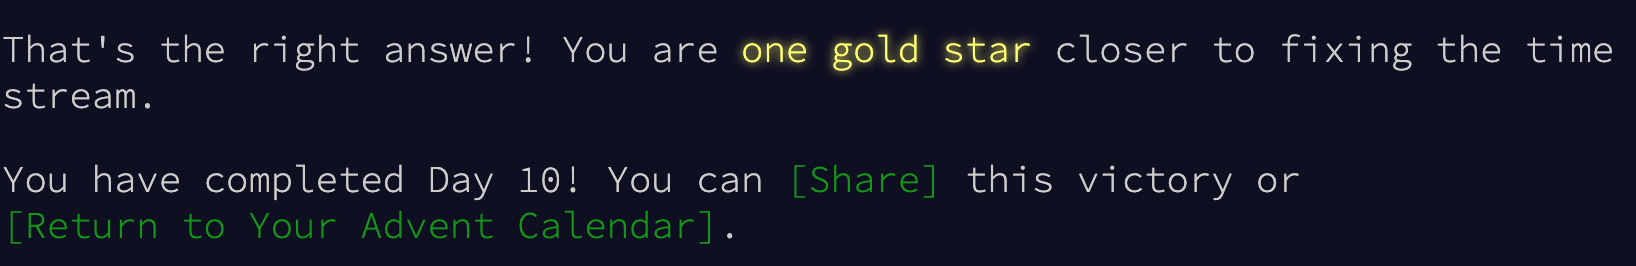 That's the right answer! You are one gold star closer to fixing the time
stream.
You have completed Day 10! You can [Share] this victory or
[Return to Your Advent Calendar].